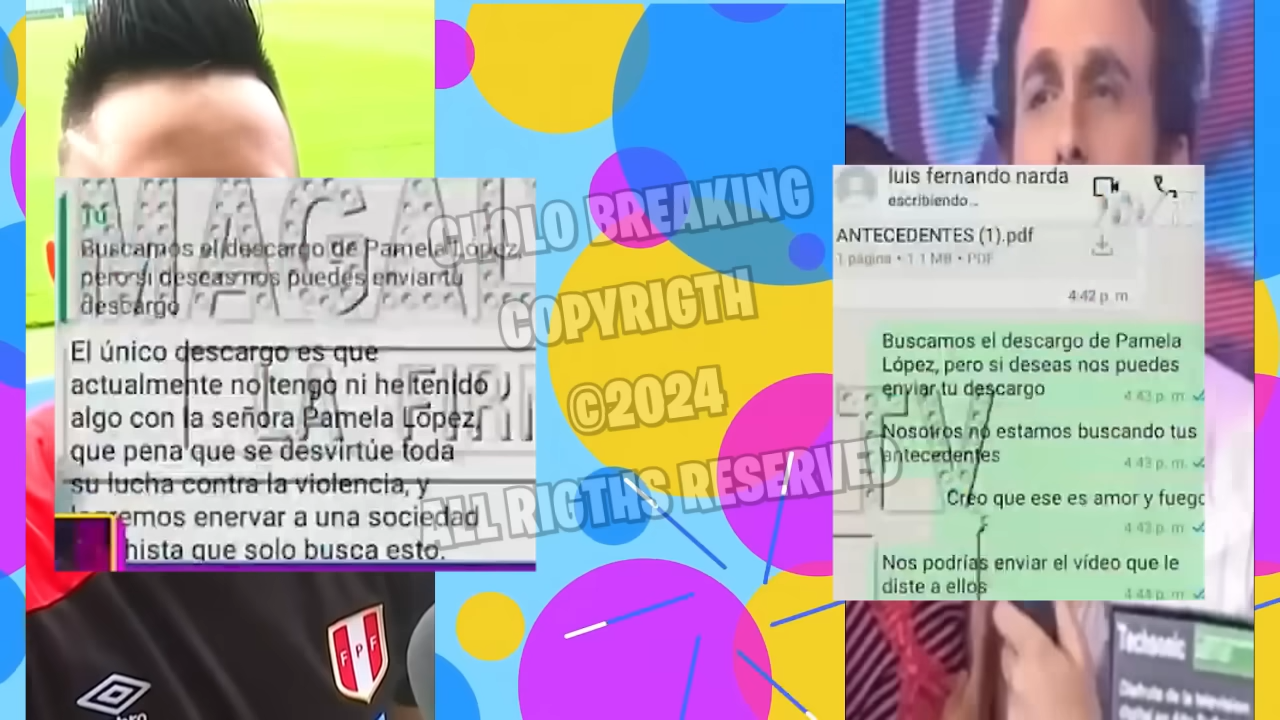 Tú
Buscamos el descargo de Pamela López,
pero si deseas nos puedes enviar tu
descargo
El único descargo es que
actualmente no tengo ni he tenido
algo con la señora Pamela López,
que pena que se desvirtúe toda
su lucha contra la violencia, y
enervar a una sociedad
que solo busca esto.
MAGALY
LA FIRME
CHOLO BREAKING
COPYRIGTH
©2024
ALL RIGTHS RESERVED
luis fernando narda
escribiendo...
ANTECEDENTES (1).pdf
1 página • 1.1 MB • PDF
4:42 p. m.
Buscamos el descargo de Pamela
López, pero si deseas nos puedes
enviar tu descargo
4:43 p. m.
Nosotros no estamos buscando tus
antecedentes
4:43 p. m.
Creo que ese es amor y fuego
4:43 p. m.
Nos podrías enviar el vídeo que le
diste a ellos
4:44 p. m.
TV
FPF
Techsonic